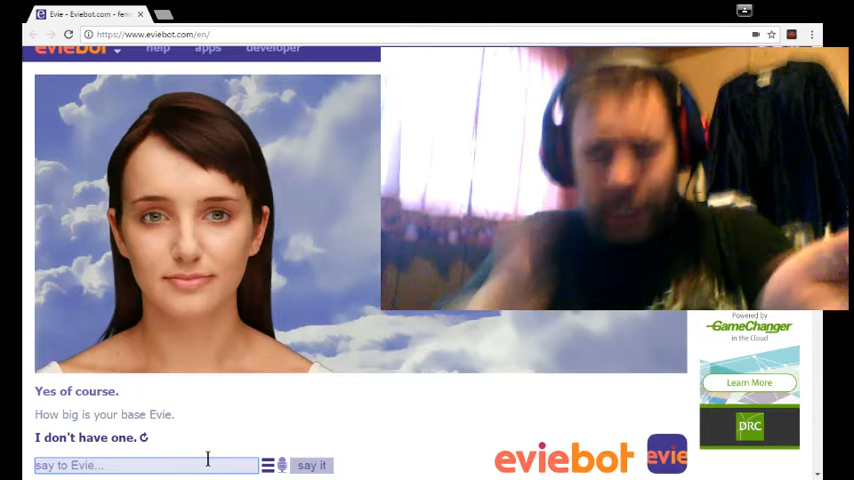 Evie - Eviebot.com - fem
https://www.eviebot.com/en/
eviebot
help
apps
developer
Powered by
GameChanger
in the Cloud
Learn More
DRC
Yes of course.
How big is your base Evie.
I don't have one.
say to Evie...
say it
eviebot
evie